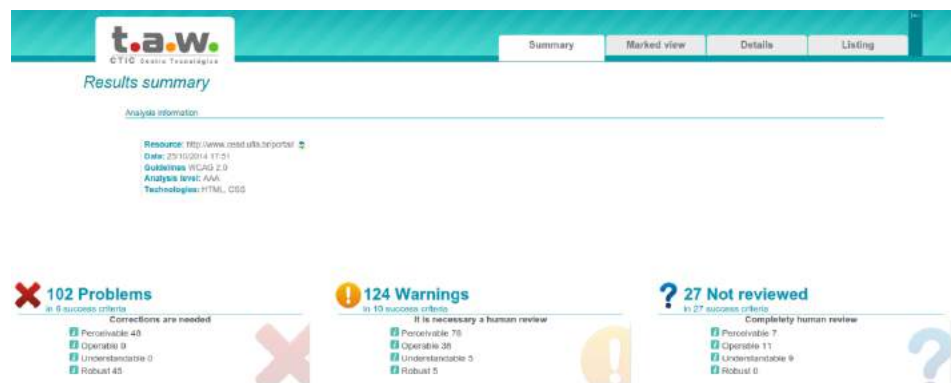 t.a.w.
CTIC Centro Tecnológico
Summary
Marked view
Details
Listing
Results summary
Analysis information
Resource: http://www.cead.ufla.br/portal/
Date: 25/10/2014 17:51
Guidelines WCAG 2.0
Analysis level: AAA
Technologies: HTML, CSS
102 Problems
in 6 success criteria
Corrections are needed
Perceivable 48
Operable 9
Understandable 0
Robust 45
124 Warnings
in 10 success criteria
It is necessary a human review
Perceivable 76
Operable 38
Understandable 5
Robust 5
27 Not reviewed
in 27 success criteria
Completely human review
Perceivable 7
Operable 11
Understandable 9
Robust 0